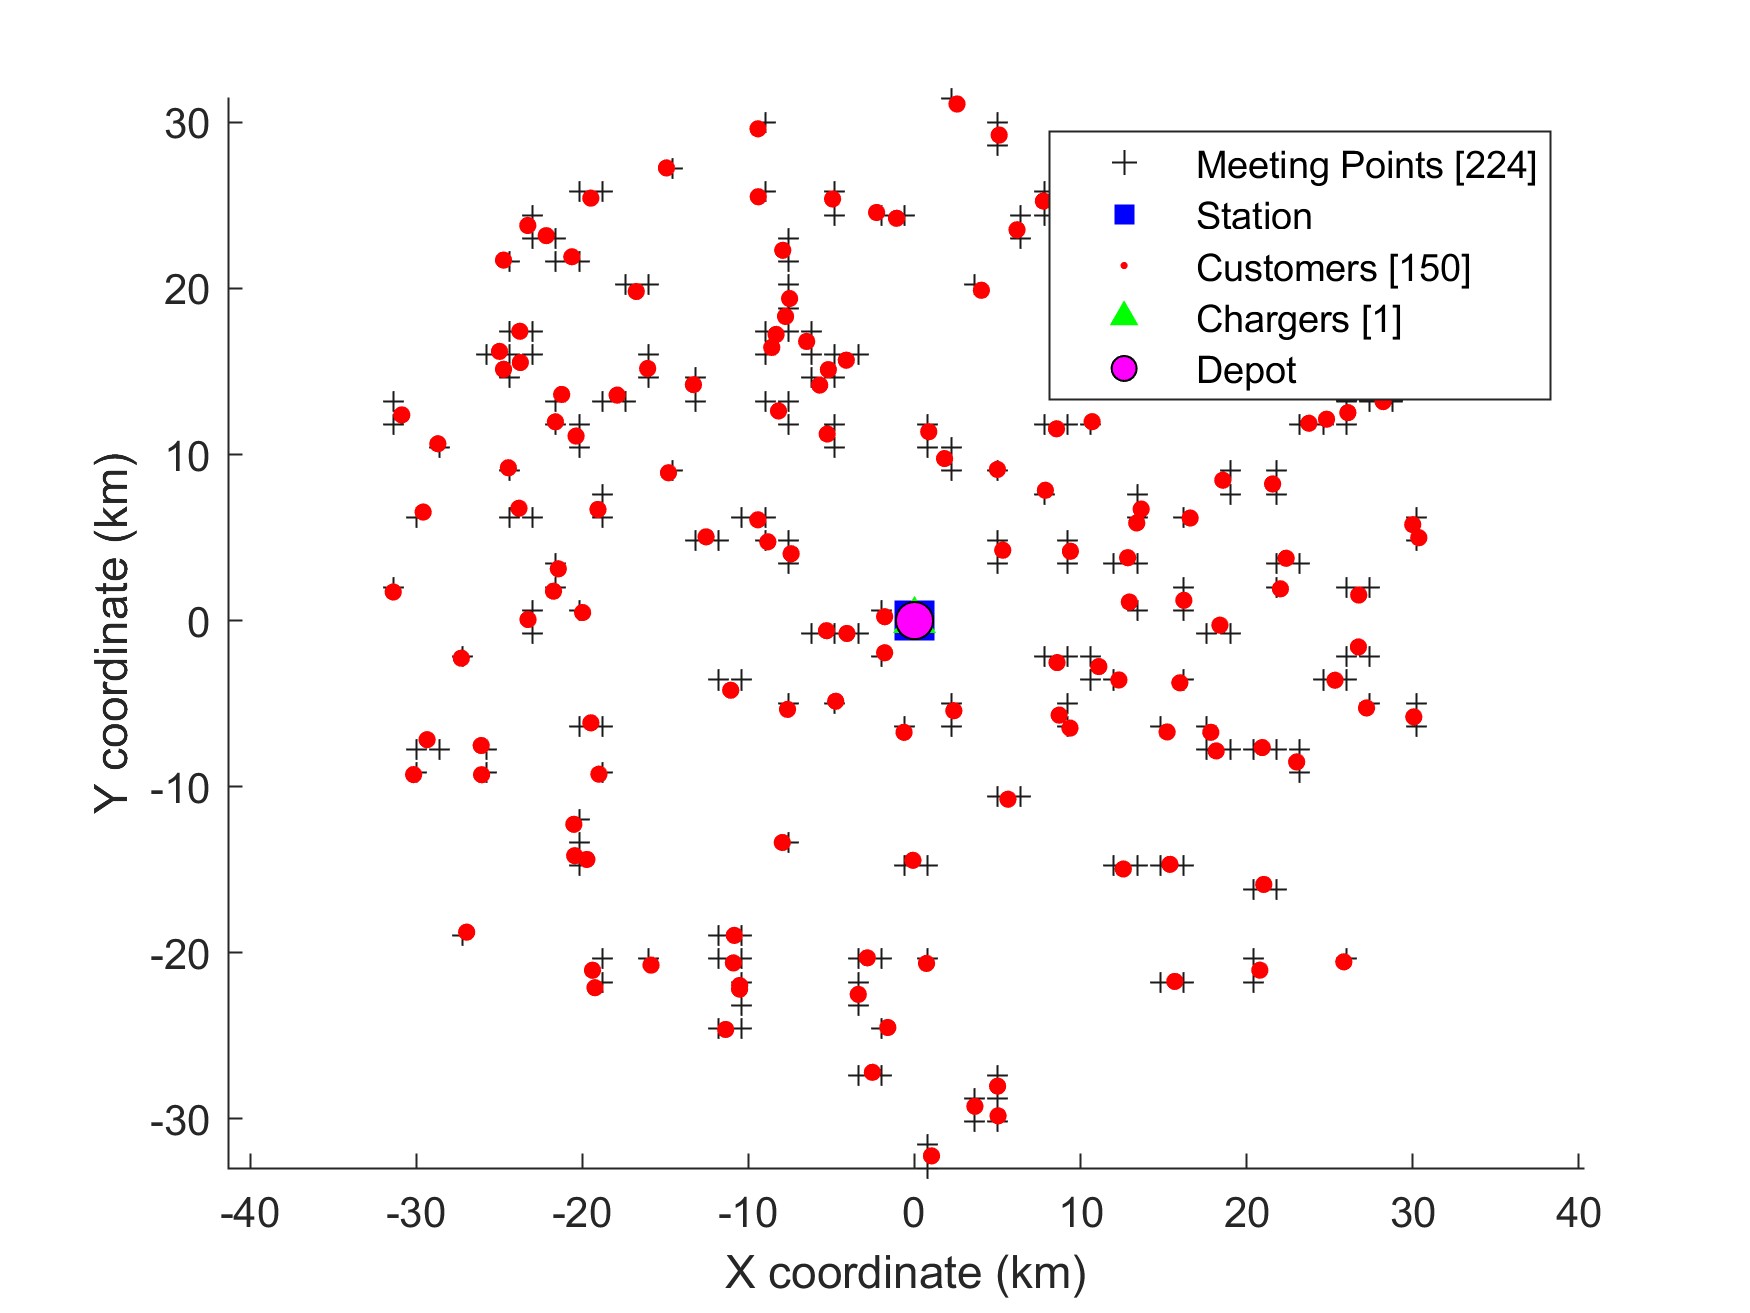 30
20
10
0
-10
-20
-30
Y coordinate (km)
Meeting Points [224]
Station
Customers [150]
Chargers [1]
Depot
-40 -30 -20 -10 0 10 20 30 40
X coordinate (km)